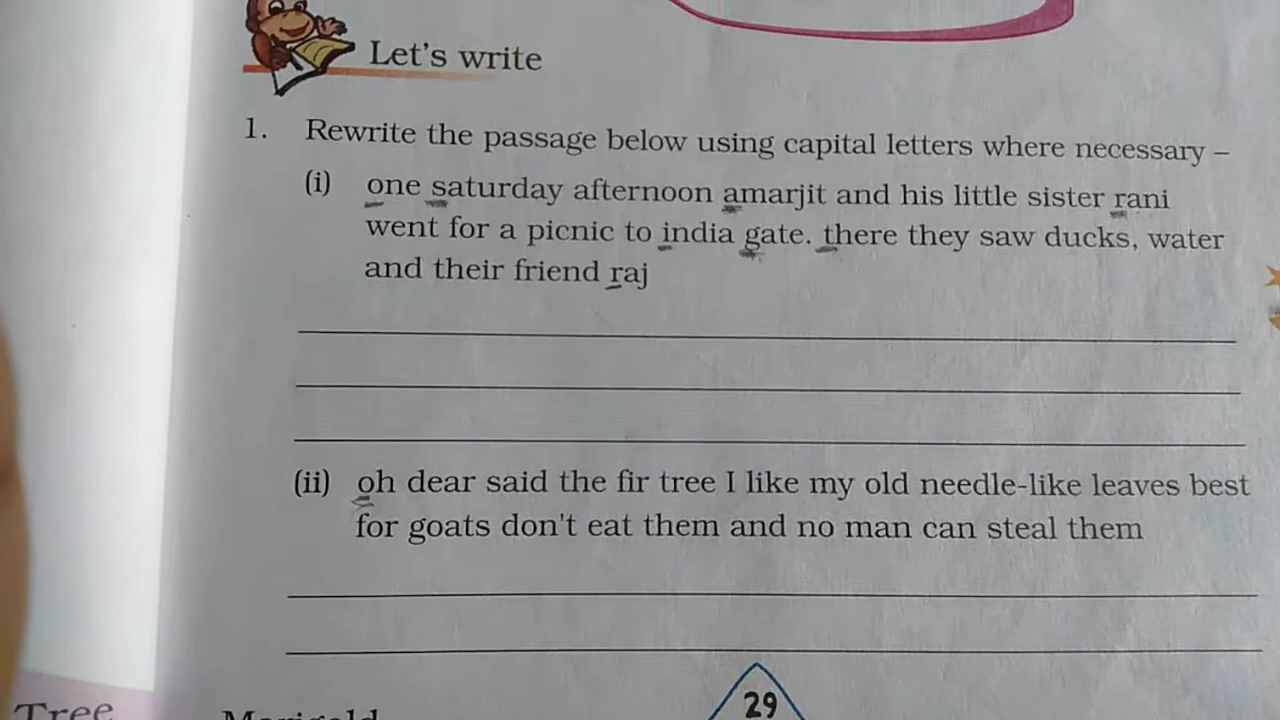 Let's write
1. Rewrite the passage below using capital letters where necessary –
(i) one saturday afternoon amarjit and his little sister rani
went for a picnic to india gate. there they saw ducks, water
and their friend raj
(ii) oh dear said the fir tree I like my old needle-like leaves best
for goats don't eat them and no man can steal them
29
Tree
Marigold